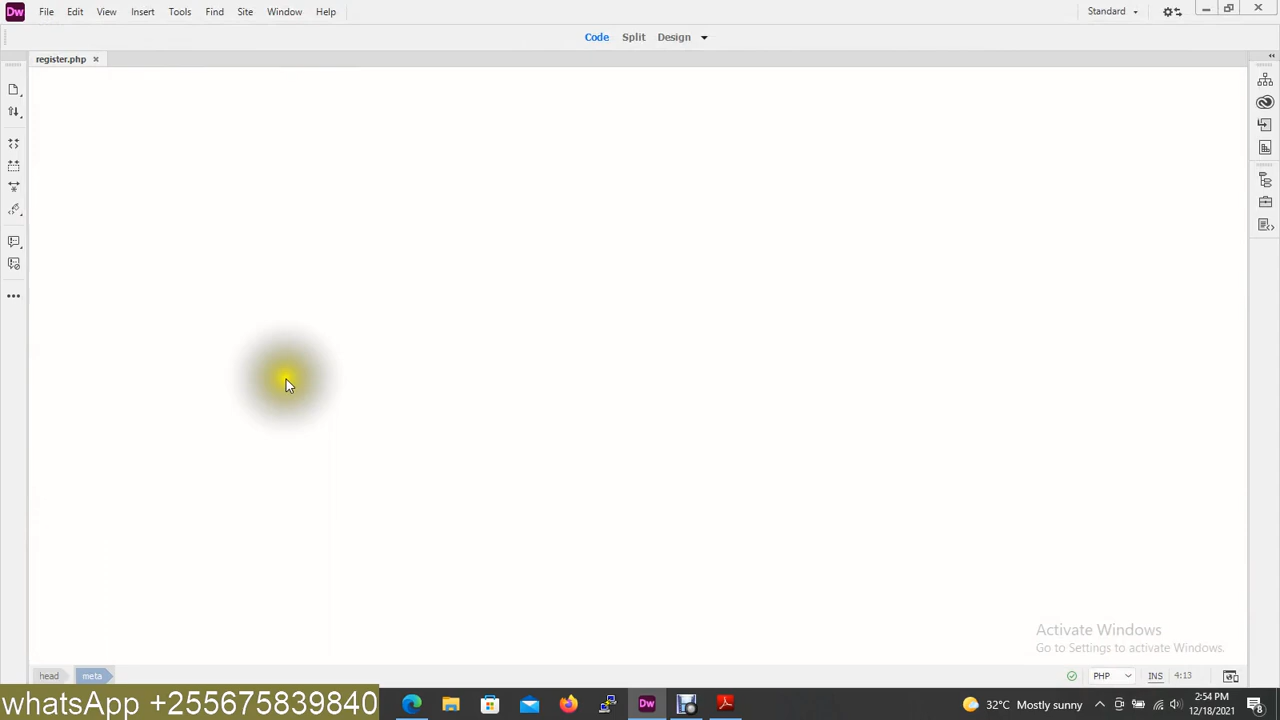 Dw File Edit View Insert Tools Find Site Window Help Standard
Code Split Design
register.php
Activate Windows
Go to Settings to activate Windows.
head meta PHP INS 4:13
whatsApp +255675839840 Dw 32°C Mostly sunny 2:54 PM
12/18/2021 8